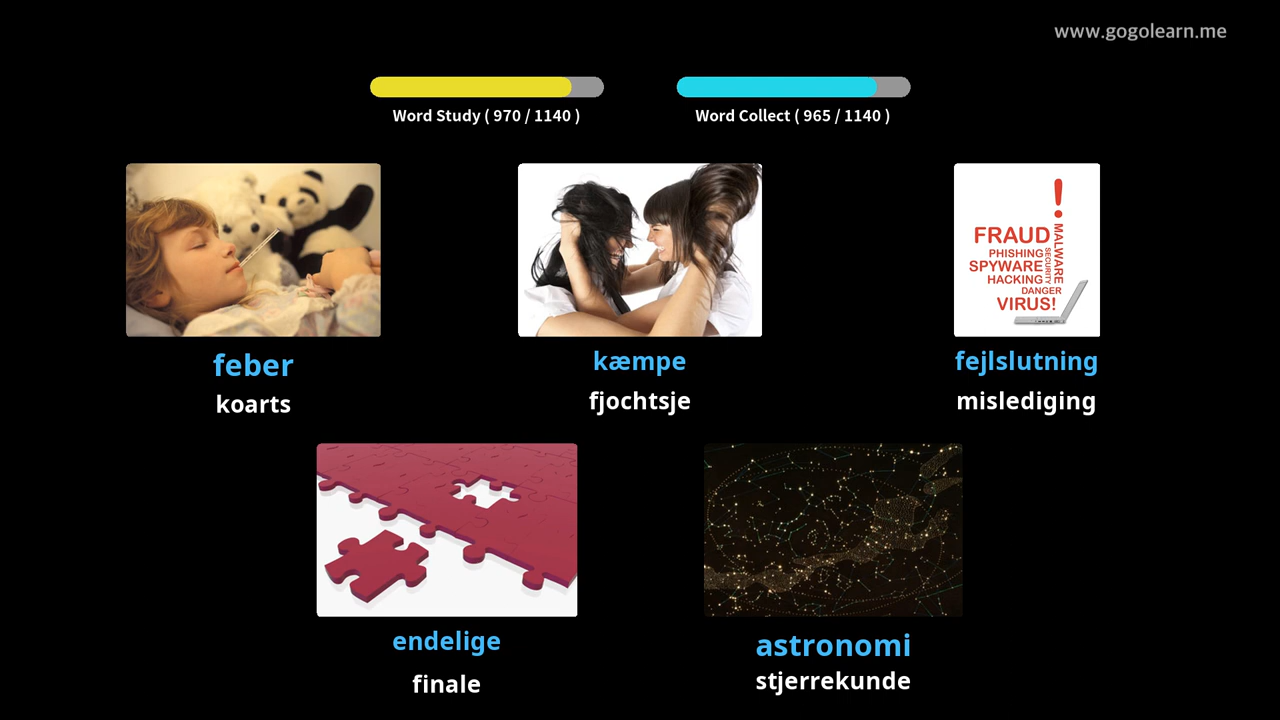 www.gogolearn.me
Word Study ( 970 / 1140 )
Word Collect ( 965 / 1140 )
!
FRAUD
MALWARE
PHISHING
SECURITY
SPYWARE
HACKING
DANGER
VIRUS!
feber
koarts
kæmpe
fjochtsje
fejlslutning
mislediging
endelige
finale
astronomi
stjerrekunde